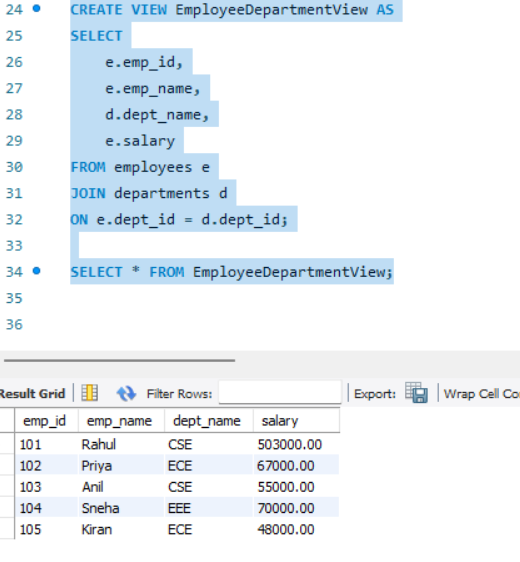 24 CREATE VIEW EmployeeDepartmentView AS
25 SELECT
26 e.emp_id,
27 e.emp_name,
28 d.dept_name,
29 e.salary
30 FROM employees e
31 JOIN departments d
32 ON e.dept_id = d.dept_id;
33
34 SELECT * FROM EmployeeDepartmentView;
35
36
Result Grid Filter Rows: Export: Wrap Cell Co
emp_id emp_name dept_name salary
101 Rahul CSE 503000.00
102 Priya ECE 67000.00
103 Anil CSE 55000.00
104 Sneha EEE 70000.00
105 Kiran ECE 48000.00